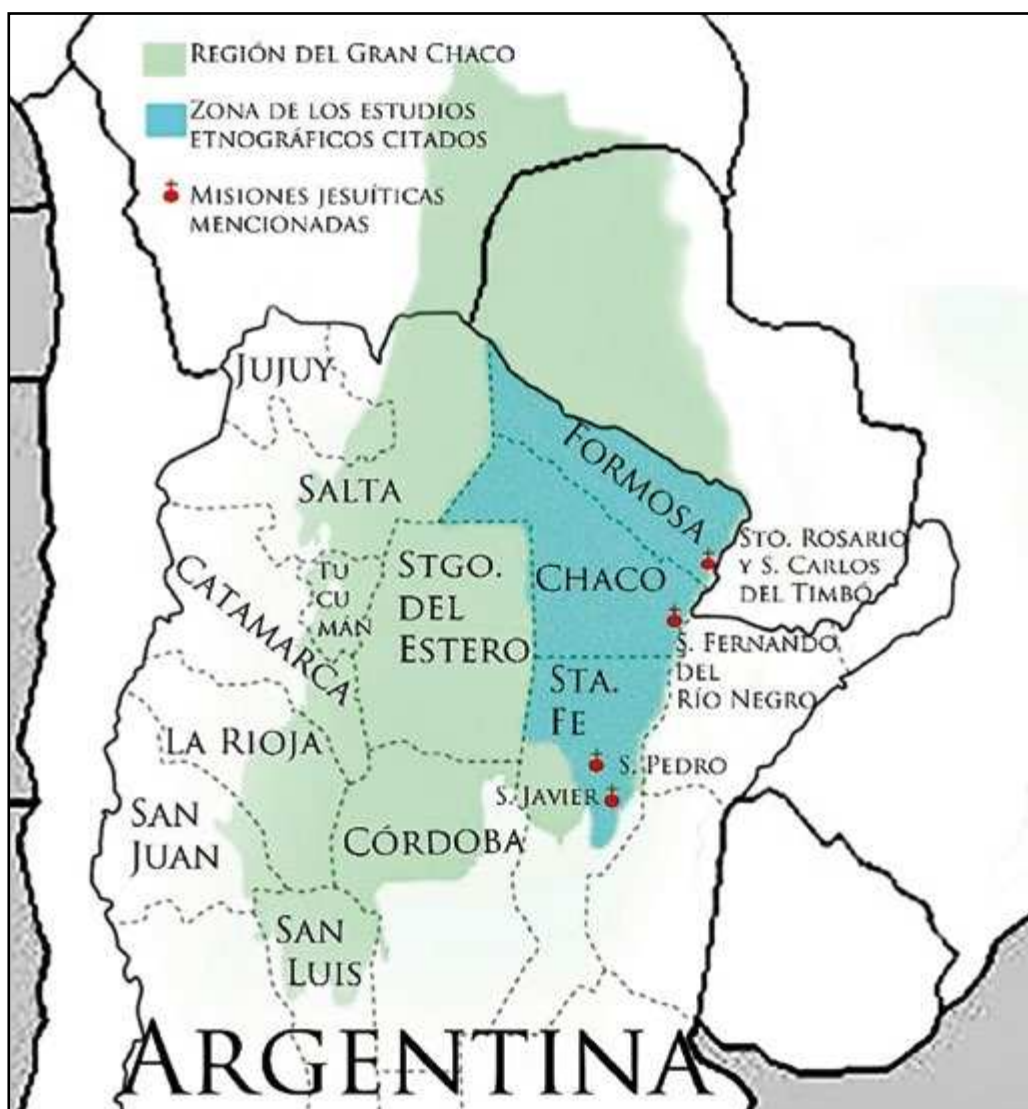 REGIÓN DEL GRAN CHACO
ZONA DE LOS ESTUDIOS
ETNOGRÁFICOS CITADOS
MISIONES JESUÍTICAS
MENCIONADAS
JUJUY
FORMOSA
SALTA
STO. ROSARIO
Y S. CARLOS
DEL TIMBÓ
CATAMARCA
TU
CU
MÁN
STGO.
DEL
ESTERO
CHACO
S. FERNANDO
DEL
RÍO NEGRO
STA.
FE
LA RIOJA
S. PEDRO
S. JAVIER
SAN
JUAN
CÓRDOBA
SAN
LUIS
ARGENTINA